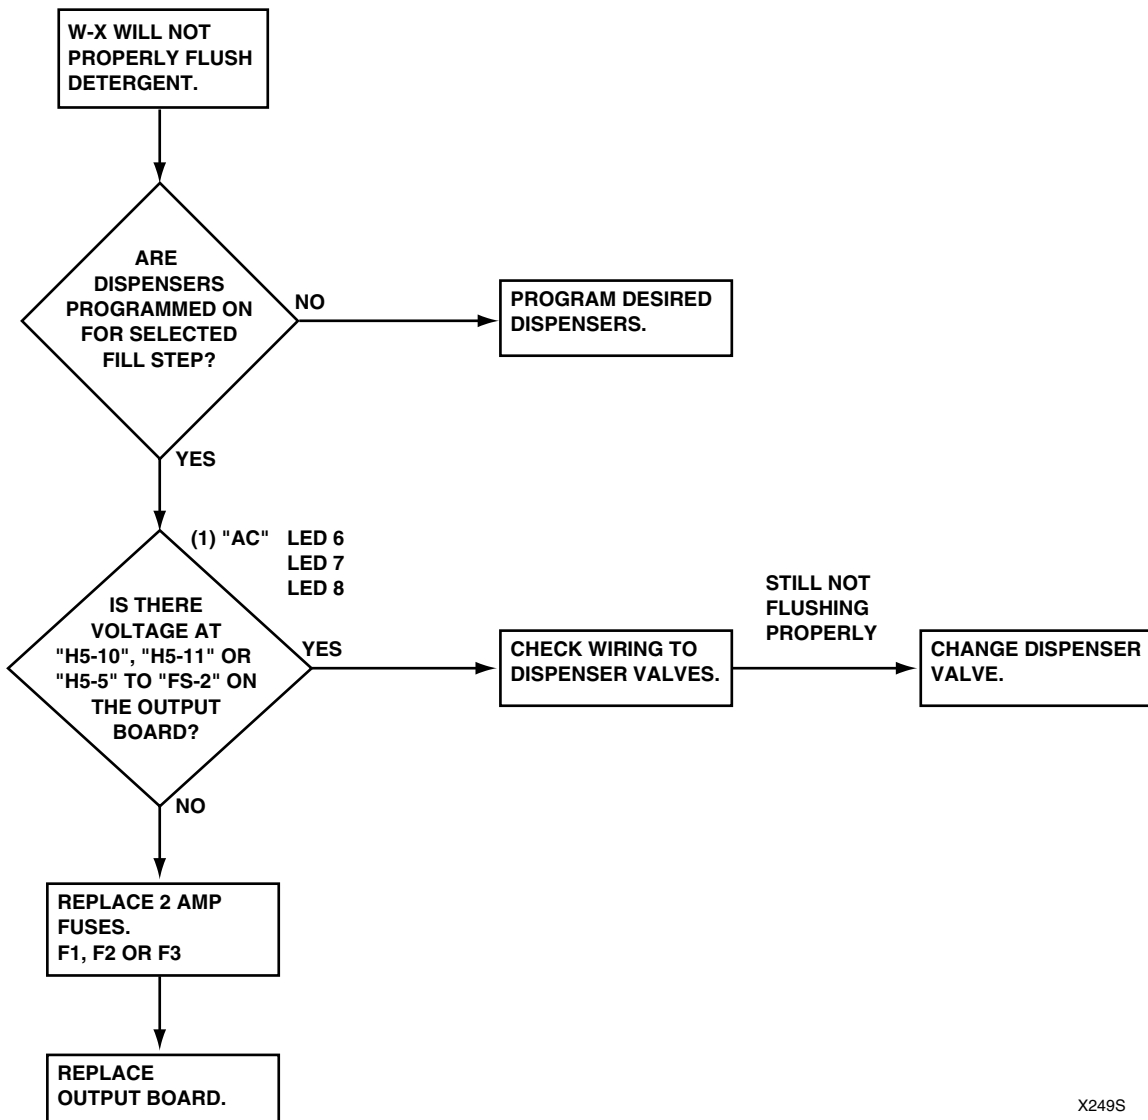 W-X WILL NOT
PROPERLY FLUSH
DETERGENT.
ARE
DISPENSERS
PROGRAMMED ON
FOR SELECTED
FILL STEP?
NO
PROGRAM DESIRED
DISPENSERS.
YES
(1) "AC" LED 6
LED 7
LED 8
IS THERE
VOLTAGE AT
"H5-10", "H5-11" OR
"H5-5" TO "FS-2" ON
THE OUTPUT
BOARD?
YES
CHECK WIRING TO
DISPENSER VALVES.
STILL NOT
FLUSHING
PROPERLY
CHANGE DISPENSER
VALVE.
NO
REPLACE 2 AMP
FUSES.
F1, F2 OR F3
REPLACE
OUTPUT BOARD.
X249S